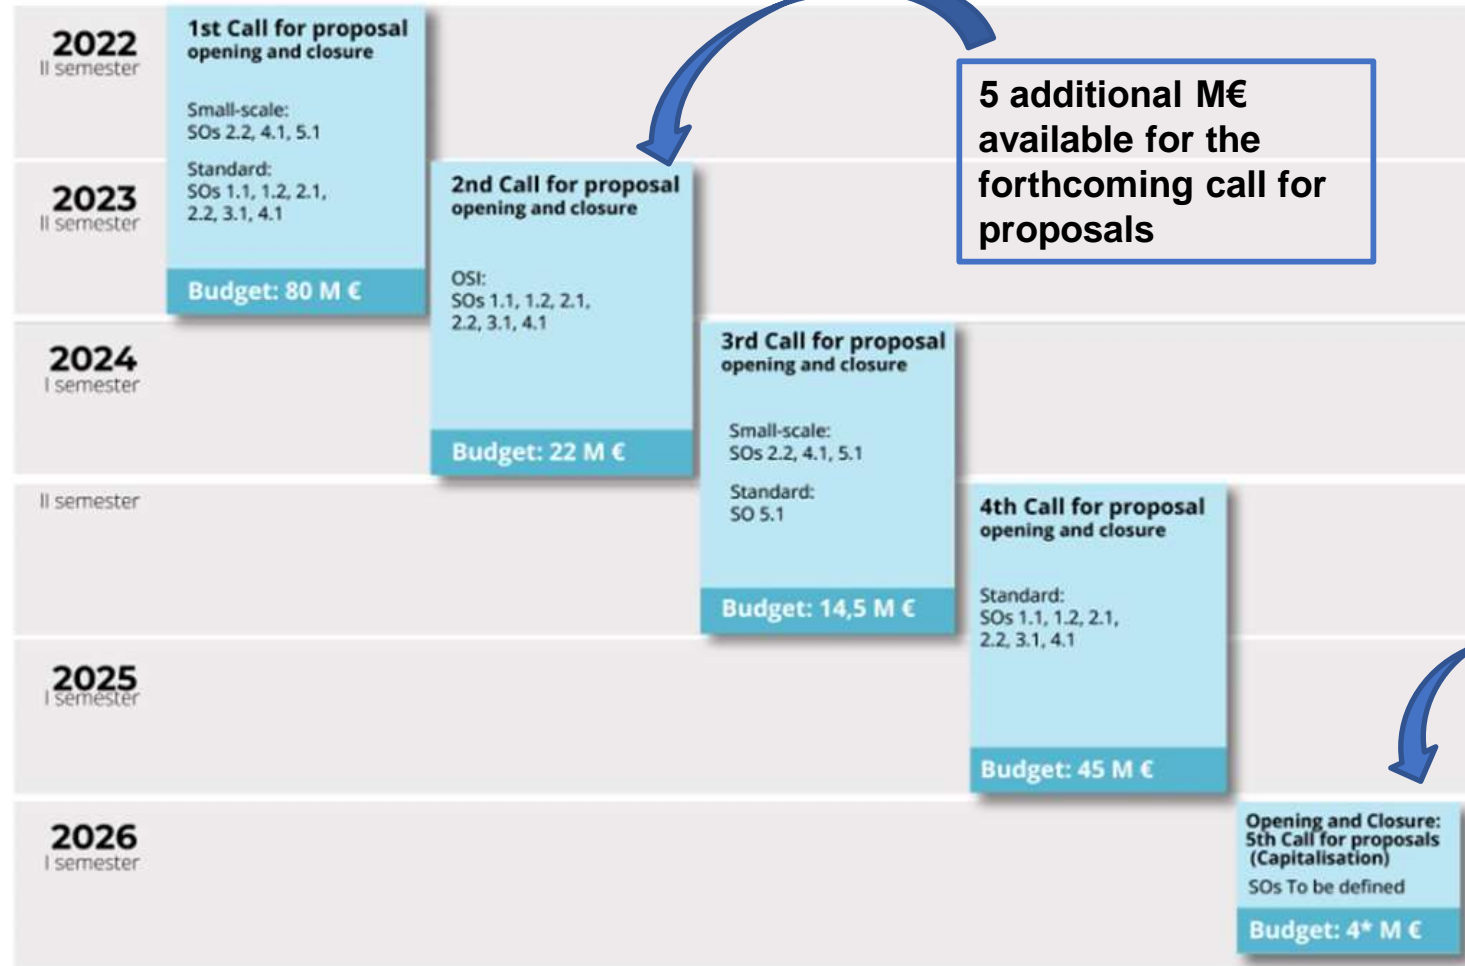 2022
II semester
1st Call for proposal
opening and closure
Small-scale:
SOs 2.2, 4.1, 5.1
Standard:
SOs 1.1, 1.2, 2.1,
2.2, 3.1, 4.1
Budget: 80 M €
5 additional M€
available for the
forthcoming call for
proposals
2023
II semester
2nd Call for proposal
opening and closure
OSI:
SOs 1.1, 1.2, 2.1,
2.2, 3.1, 4.1
Budget: 22 M €
2024
I semester
3rd Call for proposal
opening and closure
Small-scale:
SOs 2.2, 4.1, 5.1
Standard:
SO 5.1
Budget: 14,5 M €
II semester
4th Call for proposal
opening and closure
Standard:
SOs 1.1, 1.2, 2.1,
2.2, 3.1, 4.1
Budget: 45 M €
2025
I semester
2026
I semester
Opening and Closure:
5th Call for proposals
(Capitalisation)
SOs To be defined
Budget: 4* M €